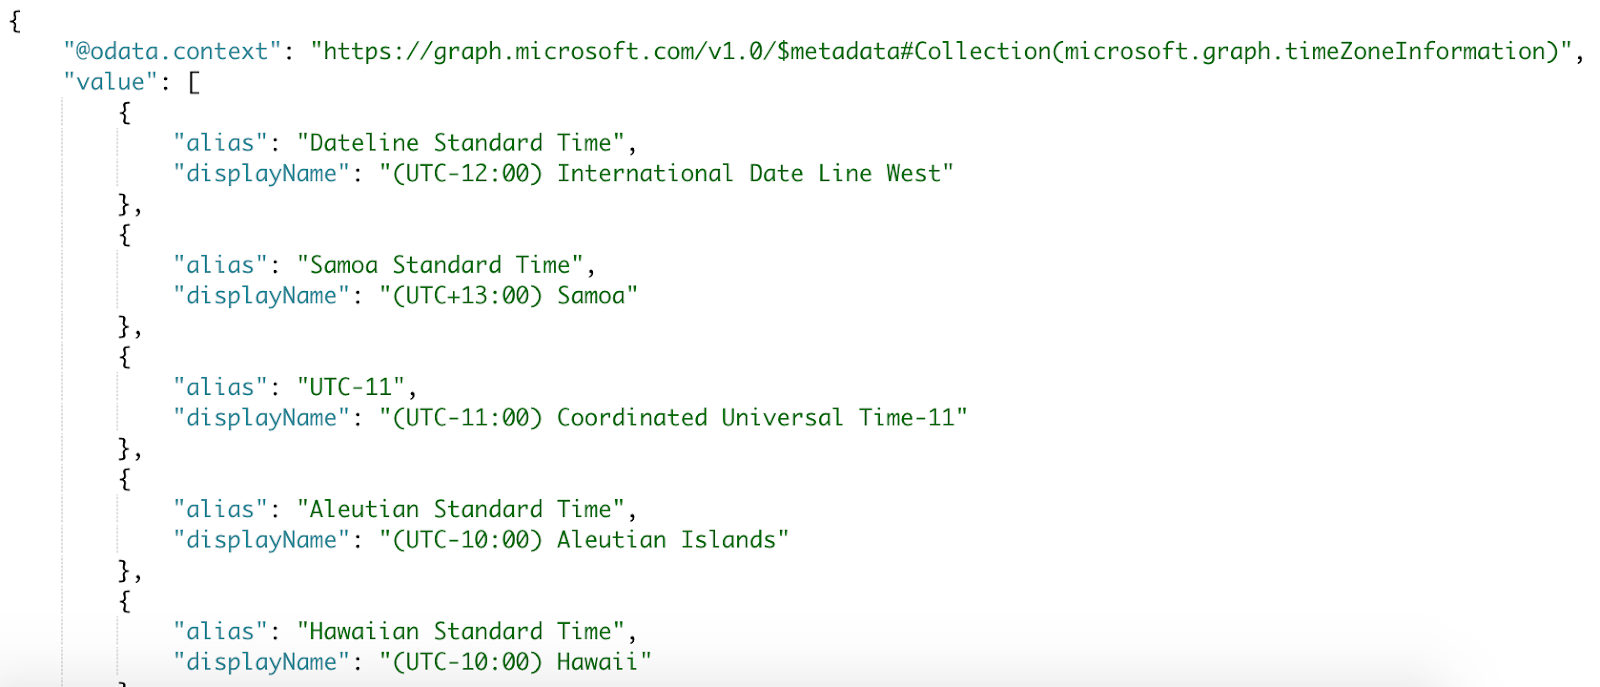 {
    "@odata.context": "https://graph.microsoft.com/v1.0/$metadata#Collection(microsoft.graph.timeZoneInformation)",
    "value": [
        {
            "alias": "Dateline Standard Time",
            "displayName": "(UTC-12:00) International Date Line West"
        },
        {
            "alias": "Samoa Standard Time",
            "displayName": "(UTC+13:00) Samoa"
        },
        {
            "alias": "UTC-11",
            "displayName": "(UTC-11:00) Coordinated Universal Time-11"
        },
        {
            "alias": "Aleutian Standard Time",
            "displayName": "(UTC-10:00) Aleutian Islands"
        },
        {
            "alias": "Hawaiian Standard Time",
            "displayName": "(UTC-10:00) Hawaii"